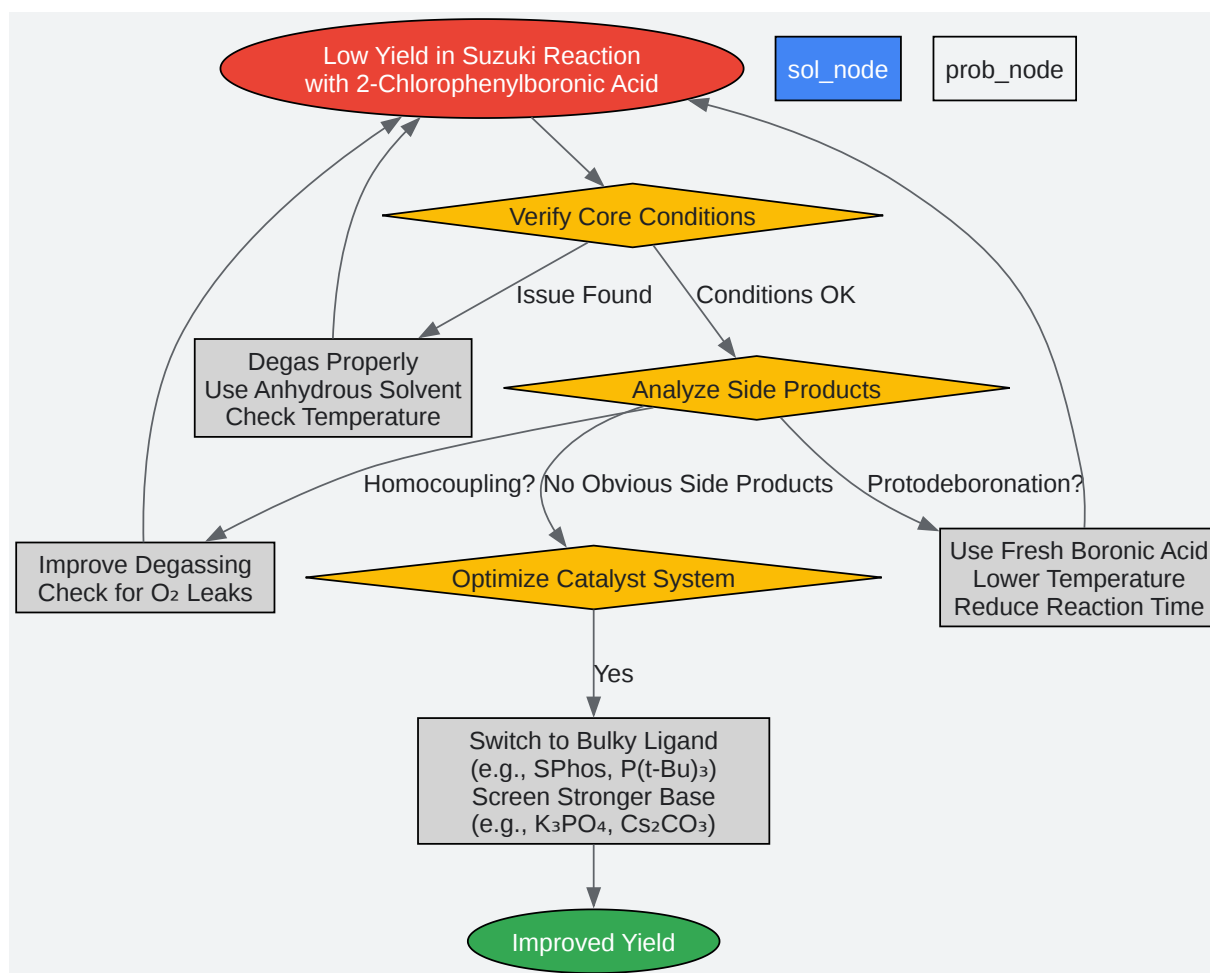 Low Yield in Suzuki Reaction
with 2-Chlorophenylboronic Acid
sol_node
prob_node
Verify Core Conditions
Issue Found
Conditions OK
Degas Properly
Use Anhydrous Solvent
Check Temperature
Analyze Side Products
Homocoupling?
No Obvious Side Products
Protodeboronation?
Improve Degassing
Check for O₂ Leaks
Optimize Catalyst System
Use Fresh Boronic Acid
Lower Temperature
Reduce Reaction Time
Yes
Switch to Bulky Ligand
(e.g., SPhos, P(t-Bu)₃)
Screen Stronger Base
(e.g., K₃PO₄, Cs₂CO₃)
Improved Yield